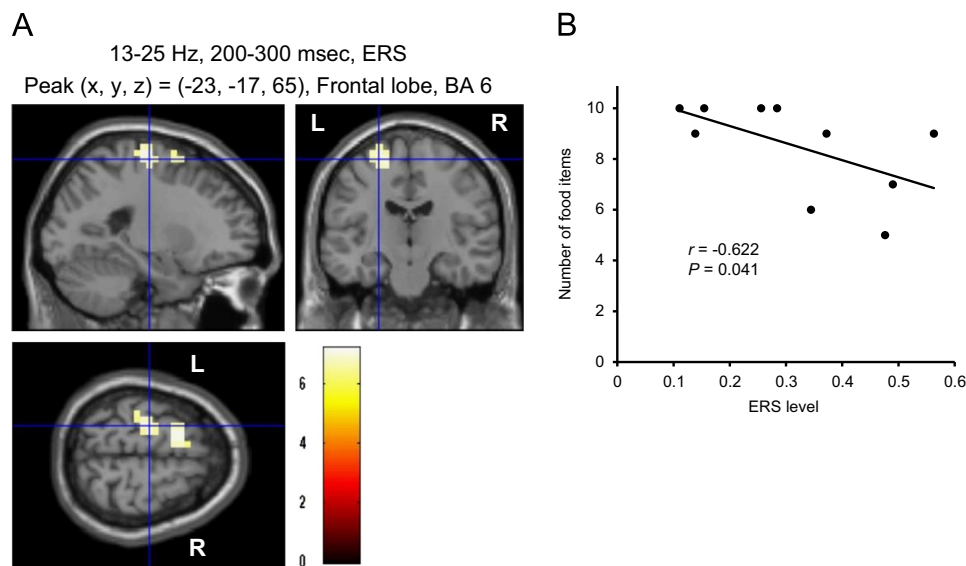 A
13-25 Hz, 200-300 msec, ERS
Peak (x, y, z) = (-23, -17, 65), Frontal lobe, BA 6
L
R
L
R
6
4
2
0
B
10
8
6
4
2
0
Number of food items
r = -0.622
P = 0.041
0
0.1
0.2
0.3
0.4
0.5
0.6
ERS level